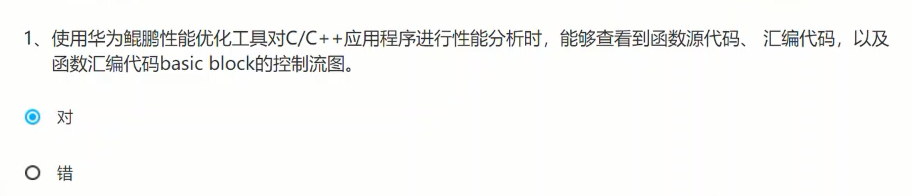 1、使用华为鲲鹏性能优化工具对C/C++应用程序进行性能分析时，能够查看到函数源代码、 汇编代码，以及
函数汇编代码basic block的控制流图。
对
错